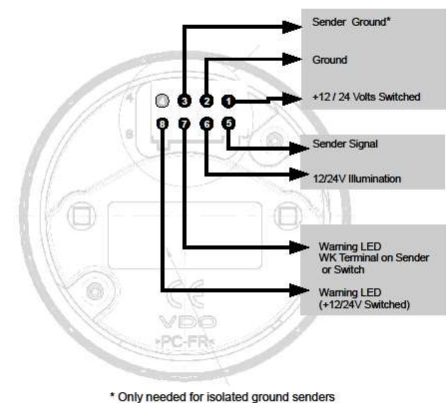 Sender Ground*
Ground
+12 / 24 Volts Switched
4 3 2 1
8 7 6 5
Sender Signal
12/24V Illumination
Warning LED
WK Terminal on Sender
or Switch
Warning LED
(+12/24V Switched)
CE
VDO
>PC-FR<
* Only needed for isolated ground senders